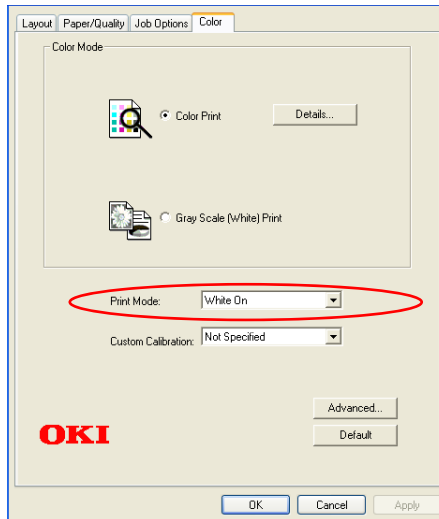 Layout Paper/Quality Job Options Color
Color Mode
Color Print Details...
Gray Scale (White) Print
Print Mode: White On
Custom Calibration: Not Specified
Advanced...
OKI Default
OK Cancel Apply